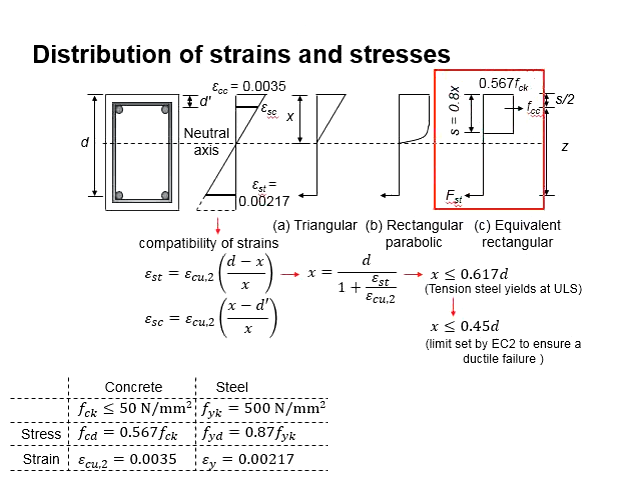 Distribution of strains and stresses
εcc = 0.0035
0.567fck
d'
εsc
x
s = 0.8x
fcc
s/2
d
Neutral
axis
z
εst =
0.00217
Fst
(a) Triangular (b) Rectangular (c) Equivalent
parabolic rectangular
compatibility of strains
εst = εcu,2 ((d − x)/x) → x = d/(1 + εst/εcu,2) → x ≤ 0.617d
(Tension steel yields at ULS)
εsc = εcu,2 ((x − d')/x)
x ≤ 0.45d
(limit set by EC2 to ensure a
ductile failure )
Concrete Steel
fck ≤ 50 N/mm² fyk = 500 N/mm²
Stress fcd = 0.567fck fyd = 0.87fyk
Strain εcu,2 = 0.0035 εy = 0.00217